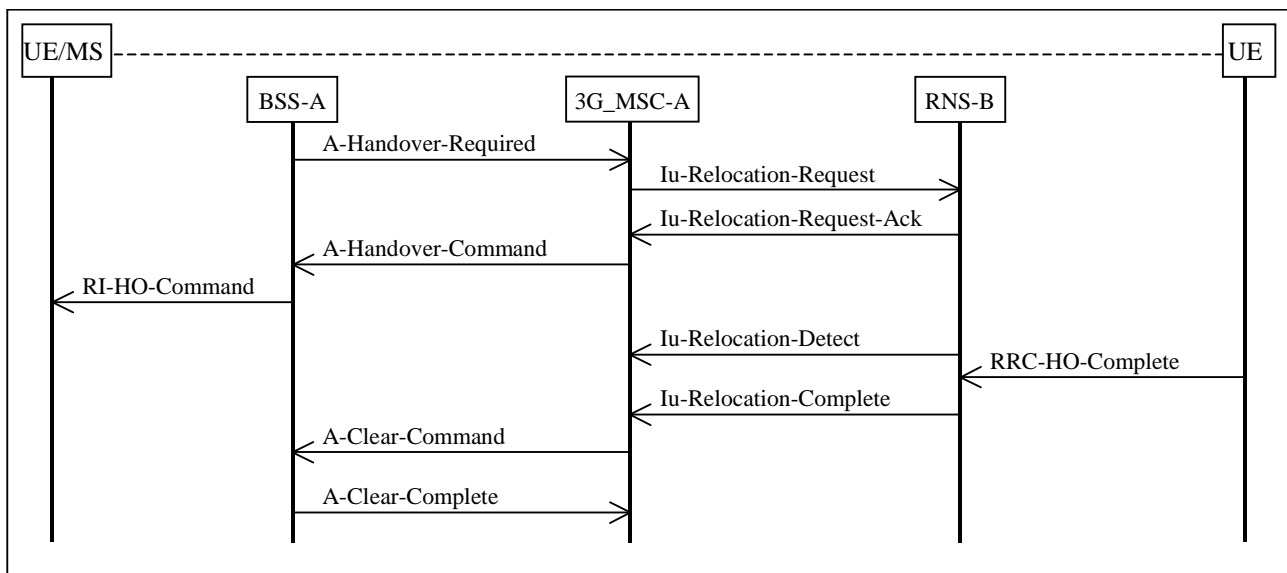 UE/MS
UE
BSS-A
3G_MSC-A
RNS-B
A-Handover-Required
Iu-Relocation-Request
Iu-Relocation-Request-Ack
A-Handover-Command
RI-HO-Command
Iu-Relocation-Detect
RRC-HO-Complete
Iu-Relocation-Complete
A-Clear-Command
A-Clear-Complete